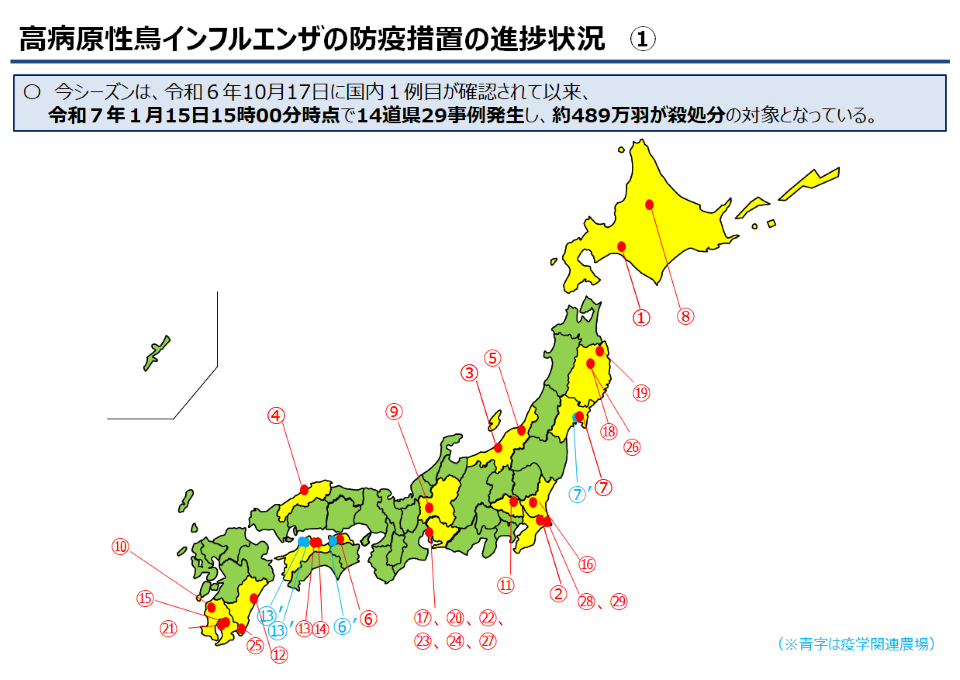 高病原性鳥インフルエンザの防疫措置の進捗状況 ①
〇 今シーズンは、令和６年10月17日に国内１例目が確認されて以来、
令和７年１月15日15時00分時点で14道県29事例発生し、約489万羽が殺処分の対象となっている。
① ⑧
⑤
③
⑲
④ ⑨
⑱ ㉖
⑦′ ⑦
⑩
⑯
⑪ ②
⑮ ㉘、㉙
⑬′
⑬′ ⑬ ⑭ ⑥′ ⑥ ⑰、⑳、㉒、
㉑ ㉓、㉔、㉗
㉕ ⑫
（※青字は疫学関連農場）